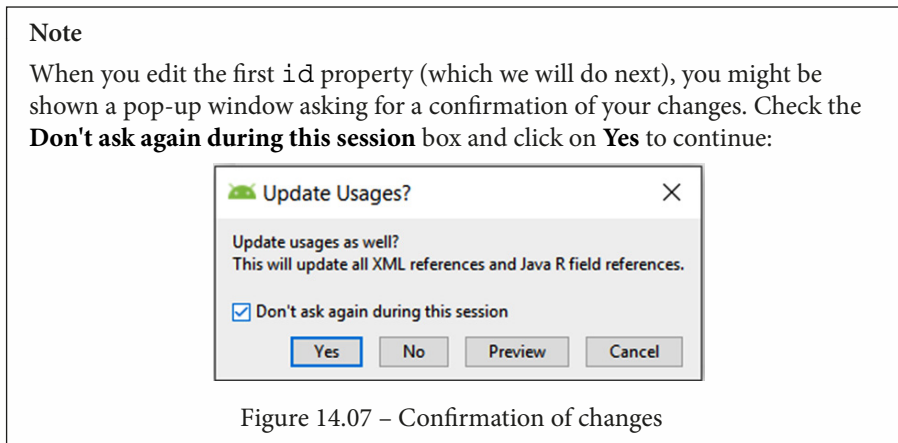 Note
When you edit the first id property (which we will do next), you might be
shown a pop-up window asking for a confirmation of your changes. Check the
Don't ask again during this session box and click on Yes to continue:
Update Usages?
Update usages as well?
This will update all XML references and Java R field references.
Don't ask again during this session
Yes No Preview Cancel
Figure 14.07 – Confirmation of changes